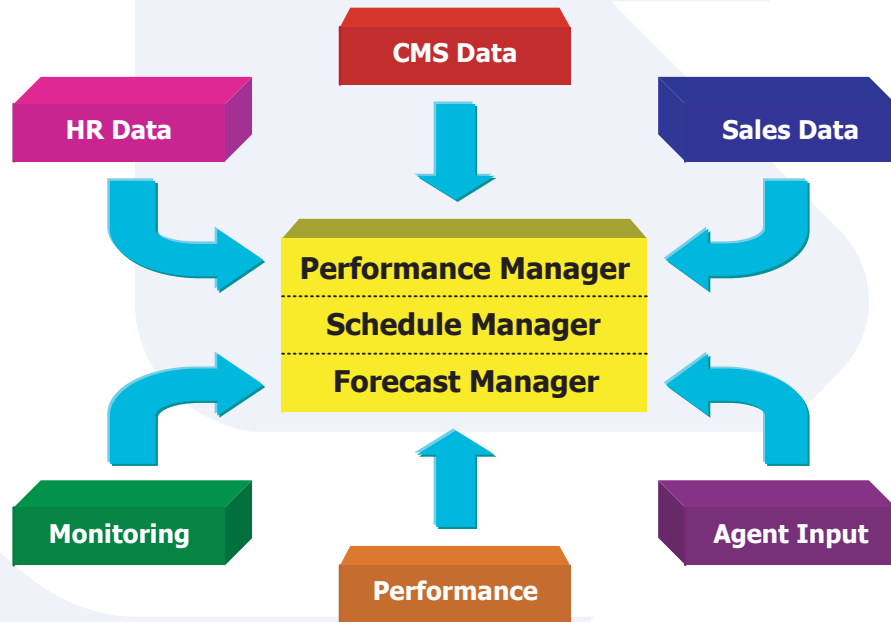 CMS Data
HR Data
Sales Data
Performance Manager
Schedule Manager
Forecast Manager
Monitoring
Agent Input
Performance